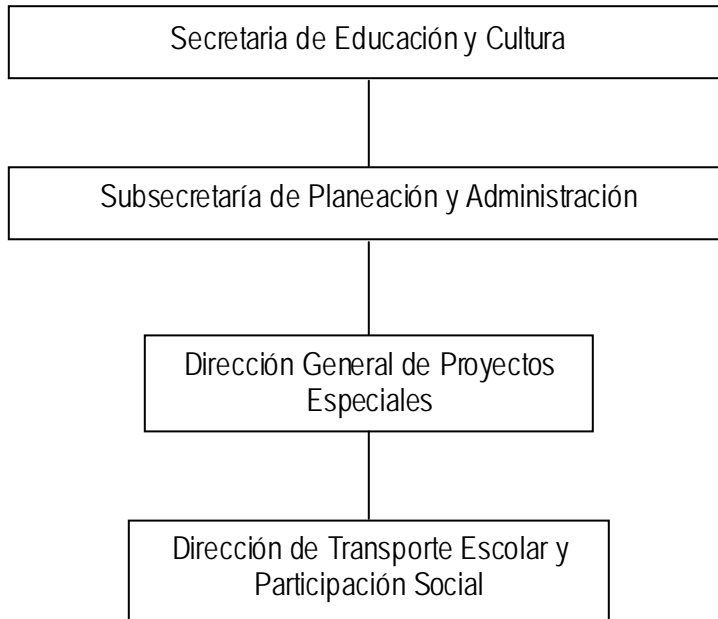 Secretaria de Educación y Cultura
Subsecretaría de Planeación y Administración
Dirección General de Proyectos
Especiales
Dirección de Transporte Escolar y
Participación Social